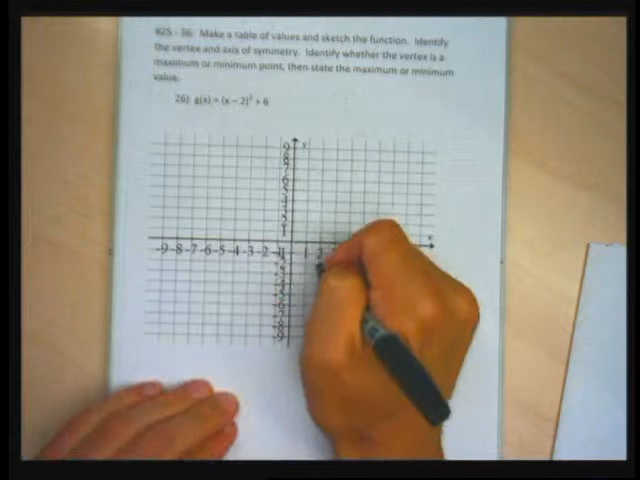 #25 - 36: Make a table of values and sketch the function. Identify
the vertex and axis of symmetry. Identify whether the vertex is a
maximum or minimum point, then state the maximum or minimum
value.
26) g(x) = (x – 2)² + 6
9 y
8
7
6
5
4
3
2
1
x
-9 -8 -7 -6 -5 -4 -3 -2 -1 1 2